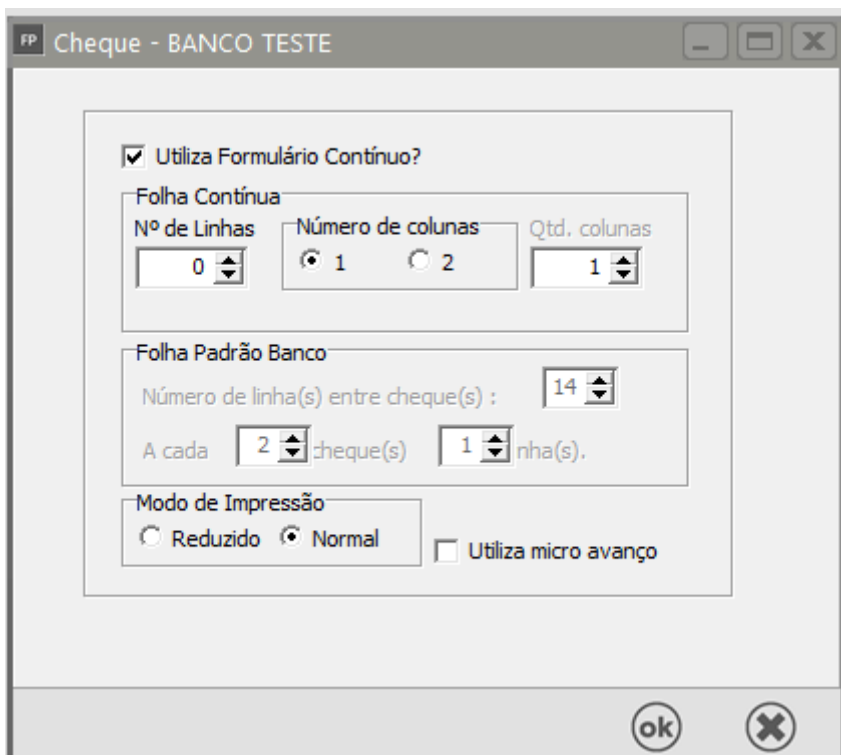 FP Cheque - BANCO TESTE
Utiliza Formulário Contínuo?
Folha Contínua
Nº de Linhas Número de colunas Qtd. colunas
0 1 2 1
Folha Padrão Banco
Número de linha(s) entre cheque(s) : 14
A cada 2 cheque(s) 1 nha(s).
Modo de Impressão
Reduzido Normal Utiliza micro avanço
ok